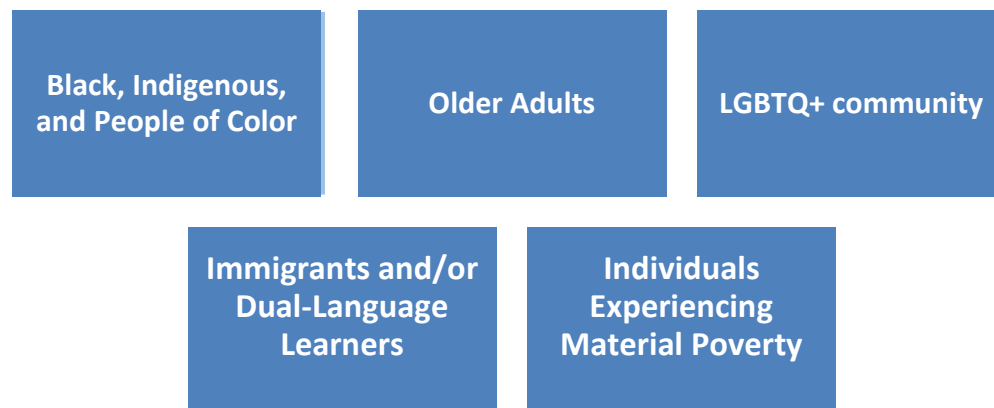 Black, Indigenous,
and People of Color
Older Adults
LGBTQ+ community
Immigrants and/or
Dual-Language
Learners
Individuals
Experiencing
Material Poverty